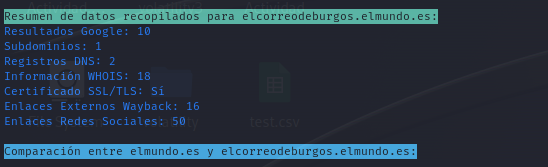 Resumen de datos recopilados para elcorreodeburgos.elmundo.es:
Resultados Google: 10
Subdominios: 1
Registros DNS: 2
Información WHOIS: 18
Certificado SSL/TLS: Sí
Enlaces Externos Wayback: 16
Enlaces Redes Sociales: 50
test.csv
Comparación entre elmundo.es y elcorreodeburgos.elmundo.es: